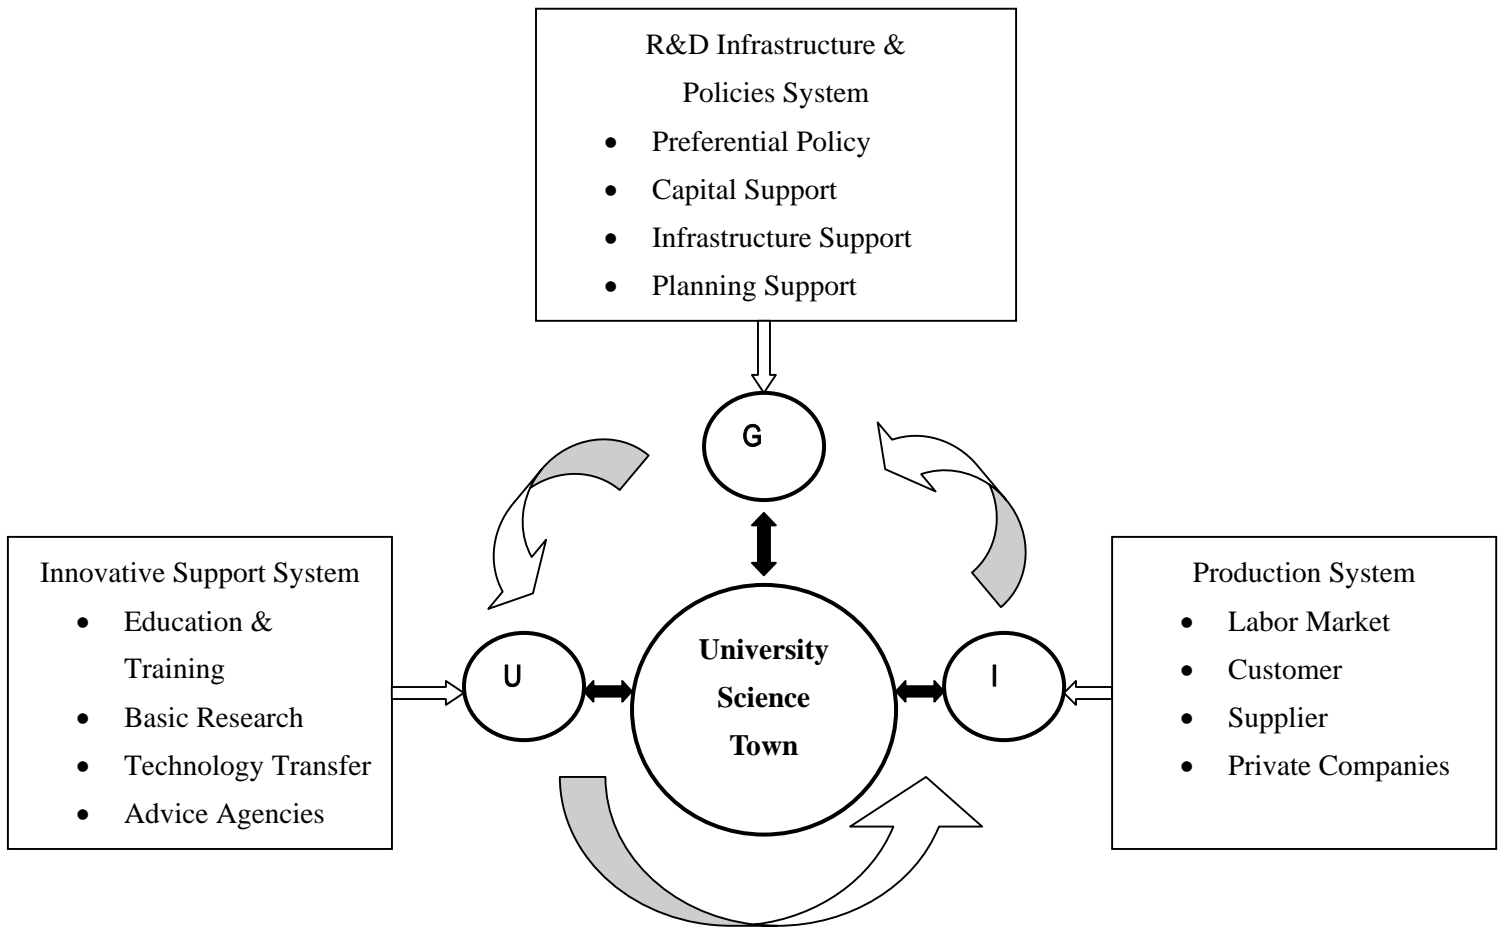 R&D Infrastructure &
Policies System
• Preferential Policy
• Capital Support
• Infrastructure Support
• Planning Support
G
Innovative Support System
• Education &
Training
• Basic Research
• Technology Transfer
• Advice Agencies
U
University
Science
Town
I
Production System
• Labor Market
• Customer
• Supplier
• Private Companies